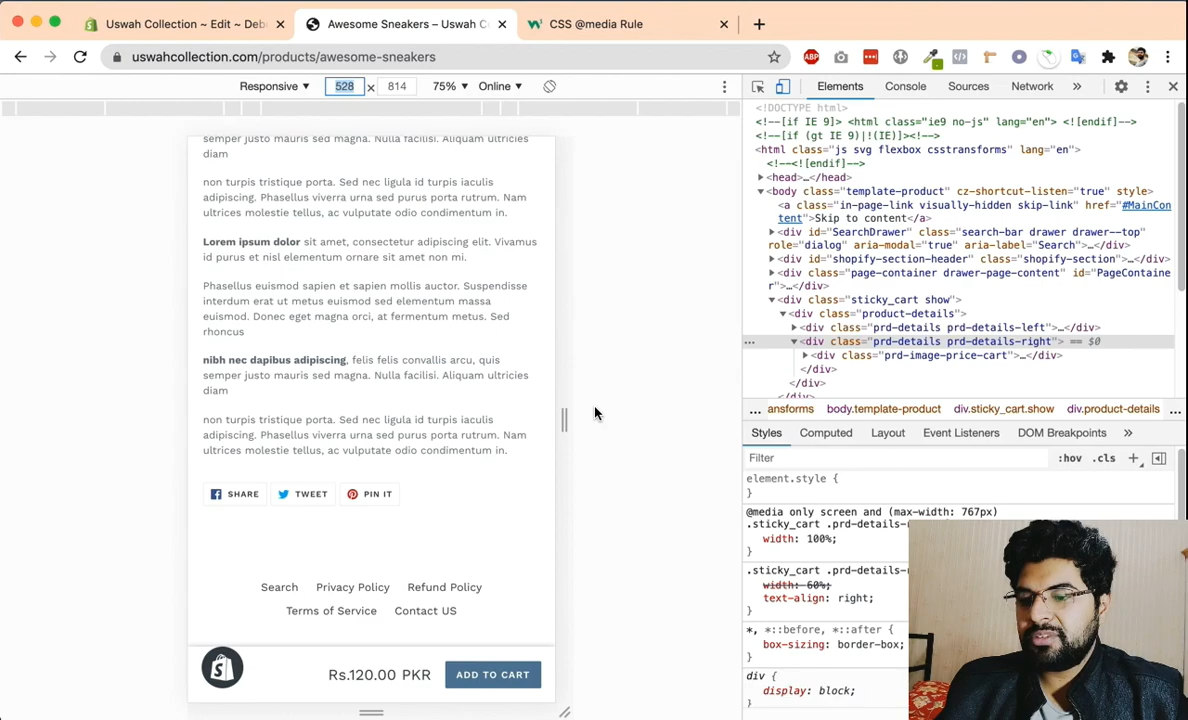 Uswah Collection ~ Edit ~ Deb
Awesome Sneakers – Uswah C
CSS @media Rule
uswahcollection.com/products/awesome-sneakers
ABP
Responsive ▼ 528 × 814 75% ▼ Online ▼
Elements Console Sources Network »
semper justo mauris sed magna. Nulla facilisi. Aliquam ultricies
diam
non turpis tristique porta. Sed nec ligula id turpis iaculis
adipiscing. Phasellus viverra urna sed purus porta rutrum. Nam
ultrices molestie tellus, ac vulputate odio condimentum in.
Lorem ipsum dolor sit amet, consectetur adipiscing elit. Vivamus
id purus et nisl elementum ornare sit amet non mi.
Phasellus euismod sapien et sapien mollis auctor. Suspendisse
interdum erat ut metus euismod sed elementum massa
euismod. Donec eget magna orci, at fermentum metus. Sed
rhoncus
nibh nec dapibus adipiscing, felis felis convallis arcu, quis
semper justo mauris sed magna. Nulla facilisi. Aliquam ultricies
diam
non turpis tristique porta. Sed nec ligula id turpis iaculis
adipiscing. Phasellus viverra urna sed purus porta rutrum. Nam
ultrices molestie tellus, ac vulputate odio condimentum in.
SHARE TWEET PIN IT
Search Privacy Policy Refund Policy
Terms of Service Contact US
Rs.120.00 PKR ADD TO CART
<!DOCTYPE html>
<!--[if IE 9]> <html class="ie9 no-js" lang="en"> <![endif]-->
<!--[if (gt IE 9)|!(IE)]><!-->
<html class="js svg flexbox csstransforms" lang="en">
<!--<![endif]-->
<head>…</head>
<body class="template-product" cz-shortcut-listen="true" style>
<a class="in-page-link visually-hidden skip-link" href="#MainCon
tent">Skip to content</a>
<div id="SearchDrawer" class="search-bar drawer drawer--top"
role="dialog" aria-modal="true" aria-label="Search">…</div>
<div id="shopify-section-header" class="shopify-section">…</div>
<div class="page-container drawer-page-content" id="PageContaine
r">…</div>
<div class="sticky_cart show">
<div class="product-details">
<div class="prd-details prd-details-left">…</div>
<div class="prd-details prd-details-right"> == $0
<div class="prd-image-price-cart">…</div>
</div>
</div>
</div>
… ansforms body.template-product div.sticky_cart.show div.product-details …
Styles Computed Layout Event Listeners DOM Breakpoints »
Filter :hov .cls +
element.style {
}
@media only screen and (max-width: 767px)
.sticky_cart .prd-details-r
width: 100%;
}
.sticky_cart .prd-details-r
width: 60%;
text-align: right;
}
*, *::before, *::after {
box-sizing: border-box;
}
div {
display: block;
}